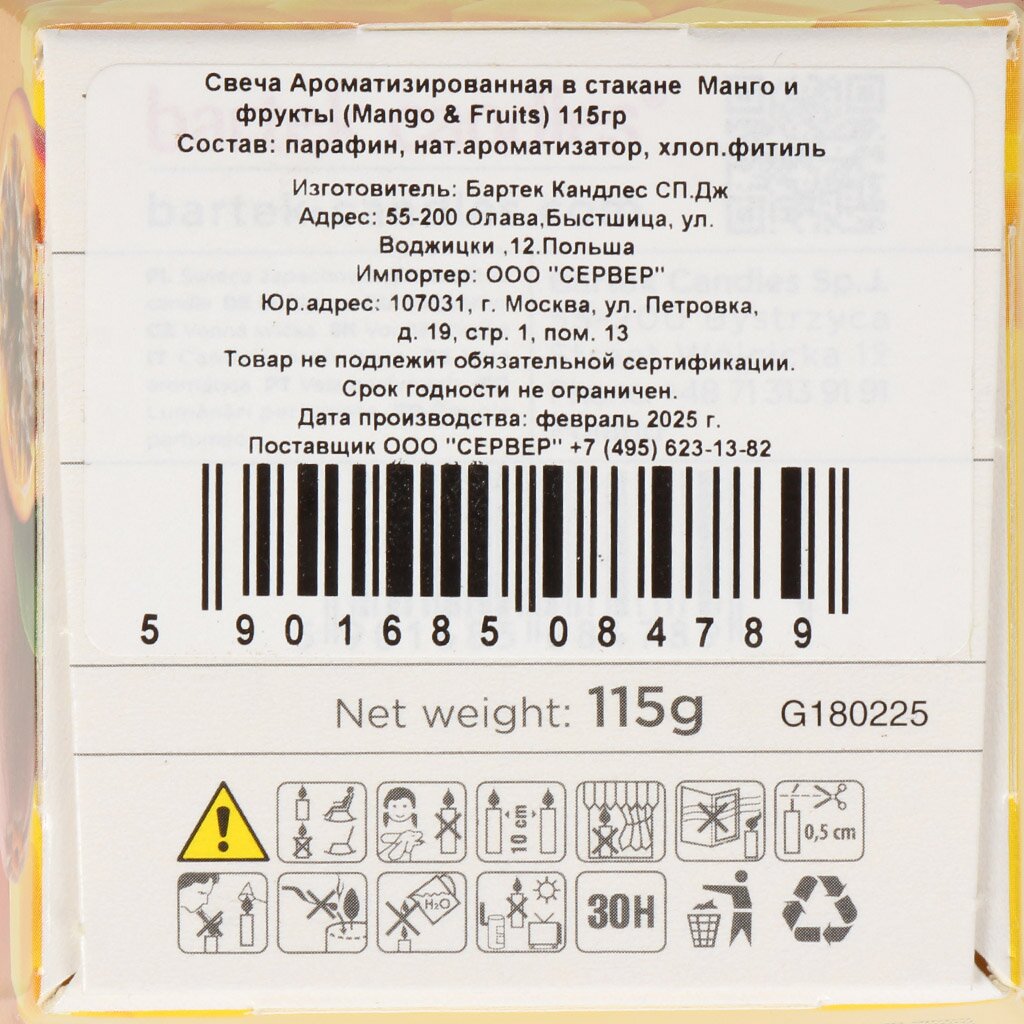 Свеча Ароматизированная в стакане Манго и
фрукты (Mango & Fruits) 115гр
Состав: парафин, нат.ароматизатор, хлоп.фитиль
Изготовитель: Бартек Кандлес СП.Дж
Адрес: 55-200 Олава,Быстшица, ул.
Воджицки ,12.Польша
Импортер: ООО "СЕРВЕР"
Юр.адрес: 107031, г. Москва, ул. Петровка,
д. 19, стр. 1, пом. 13
Товар не подлежит обязательной сертификации.
Срок годности не ограничен.
Дата производства: февраль 2025 г.
Поставщик ООО "СЕРВЕР" +7 (495) 623-13-82
5 901685 084789
Net weight: 115g G180225
10 cm
0,5 cm
H₂O
30H